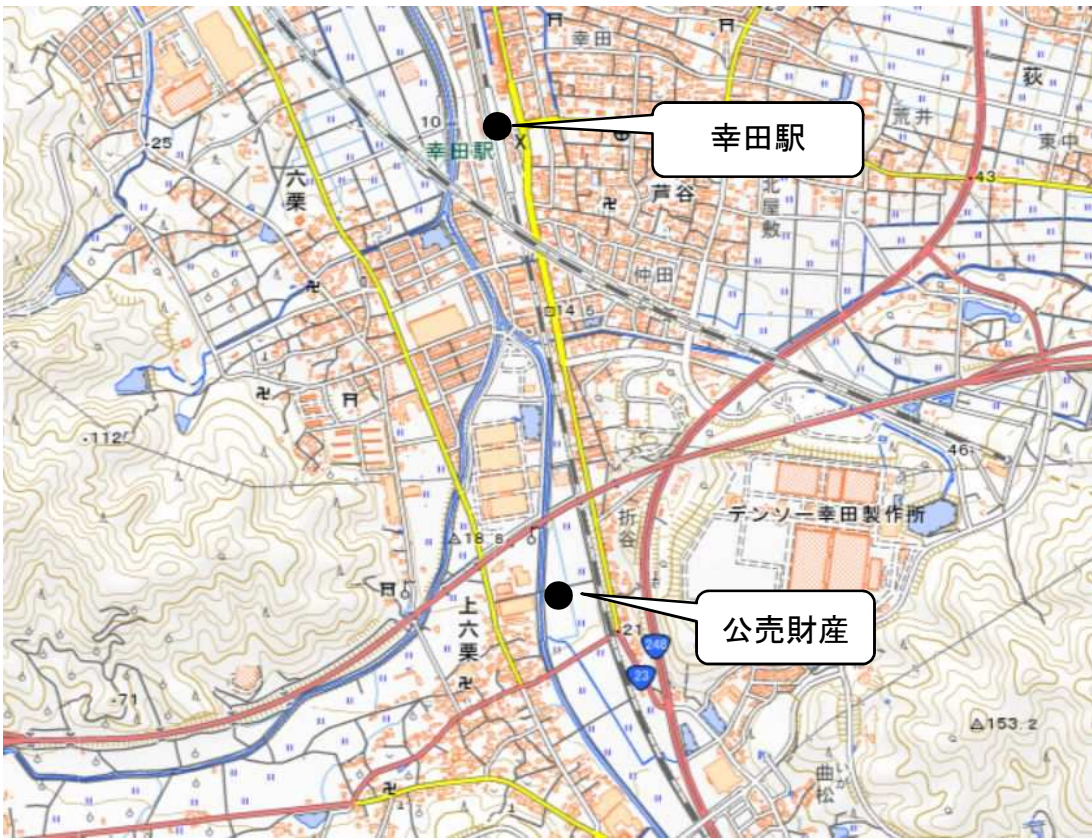 幸田
荻
幸田駅
荒井
10
東中
幸田駅
25
六栗
芦谷
北屋敷
43
仲田
14.5
112
46
デンソー幸田製作所
折谷
18.8
上六栗
公売財産
21
248
23
71
153.2
曲松